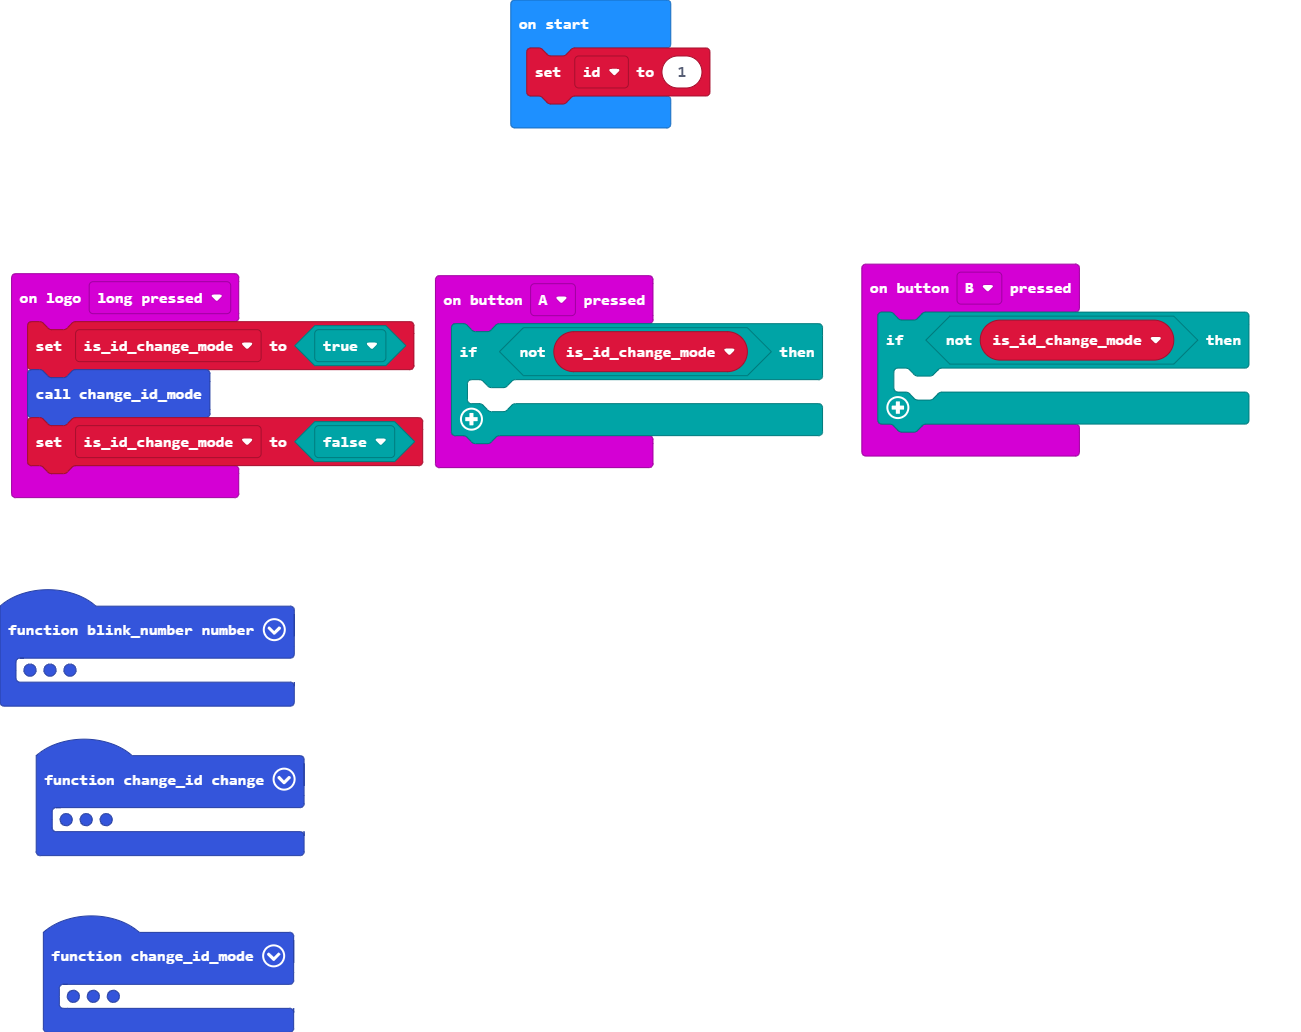 on start
set id to 1
on logo long pressed
set is_id_change_mode to true
call change_id_mode
set is_id_change_mode to false
on button A pressed
if not is_id_change_mode then
on button B pressed
if not is_id_change_mode then
function blink_number number
function change_id change
function change_id_mode